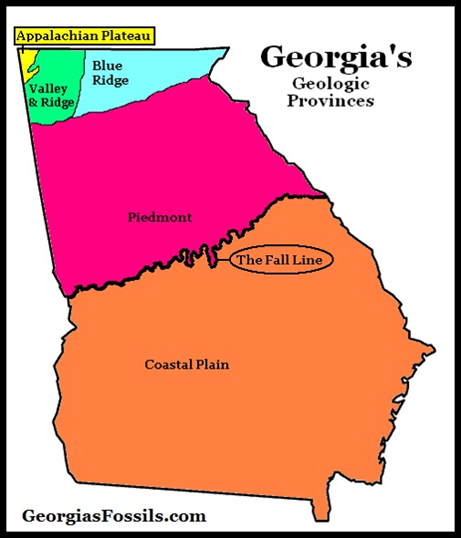 Appalachian Plateau
Georgia's
Geologic
Provinces
Blue
Ridge
Valley
& Ridge
Piedmont
The Fall Line
Coastal Plain
GeorgiasFossils.com